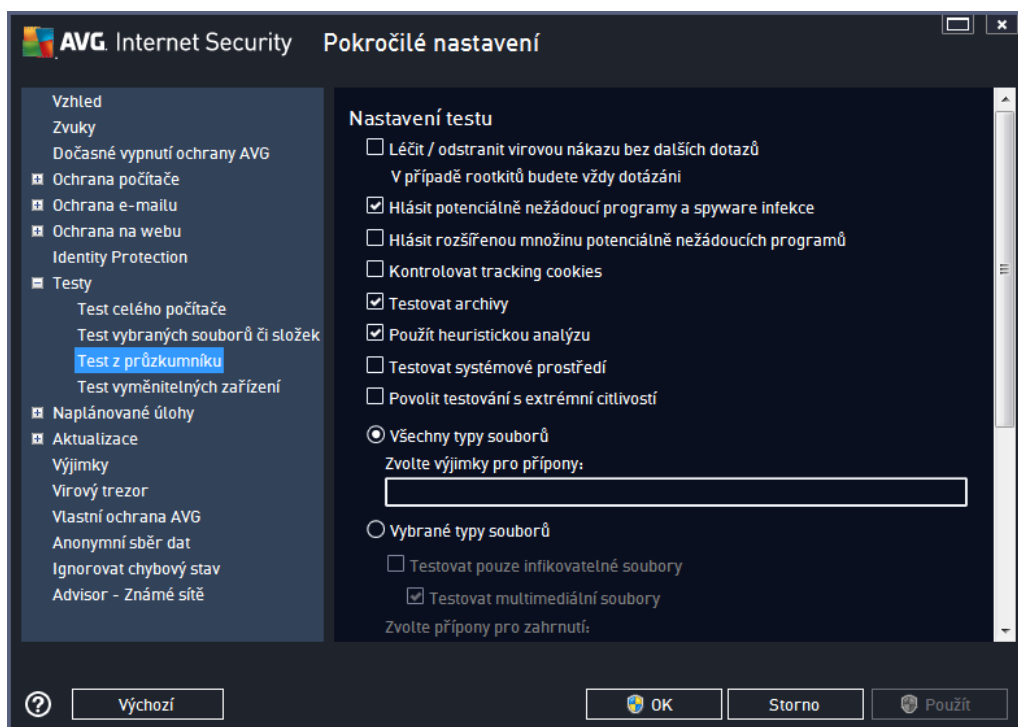 AVG. Internet Security Pokročilé nastavení
Vzhled
Zvuky
Dočasné vypnutí ochrany AVG
Ochrana počítače
Ochrana e-mailu
Ochrana na webu
Identity Protection
Testy
Test celého počítače
Test vybraných souborů či složek
Test z průzkumníku
Test vyměnitelných zařízení
Naplánované úlohy
Aktualizace
Výjimky
Virový trezor
Vlastní ochrana AVG
Anonymní sběr dat
Ignorovat chybový stav
Advisor - Známé sítě
Nastavení testu
Léčit / odstranit virovou nákazu bez dalších dotazů
V případě rootkitů budete vždy dotázáni
Hlásit potenciálně nežádoucí programy a spyware infekce
Hlásit rozšířenou množinu potenciálně nežádoucích programů
Kontrolovat tracking cookies
Testovat archivy
Použít heuristickou analýzu
Testovat systémové prostředí
Povolit testování s extrémní citlivostí
Všechny typy souborů
Zvolte výjimky pro přípony:
Vybrané typy souborů
Testovat pouze infikovatelné soubory
Testovat multimediální soubory
Zvolte přípony pro zahrnutí:
Výchozí
OK
Storno
Použít